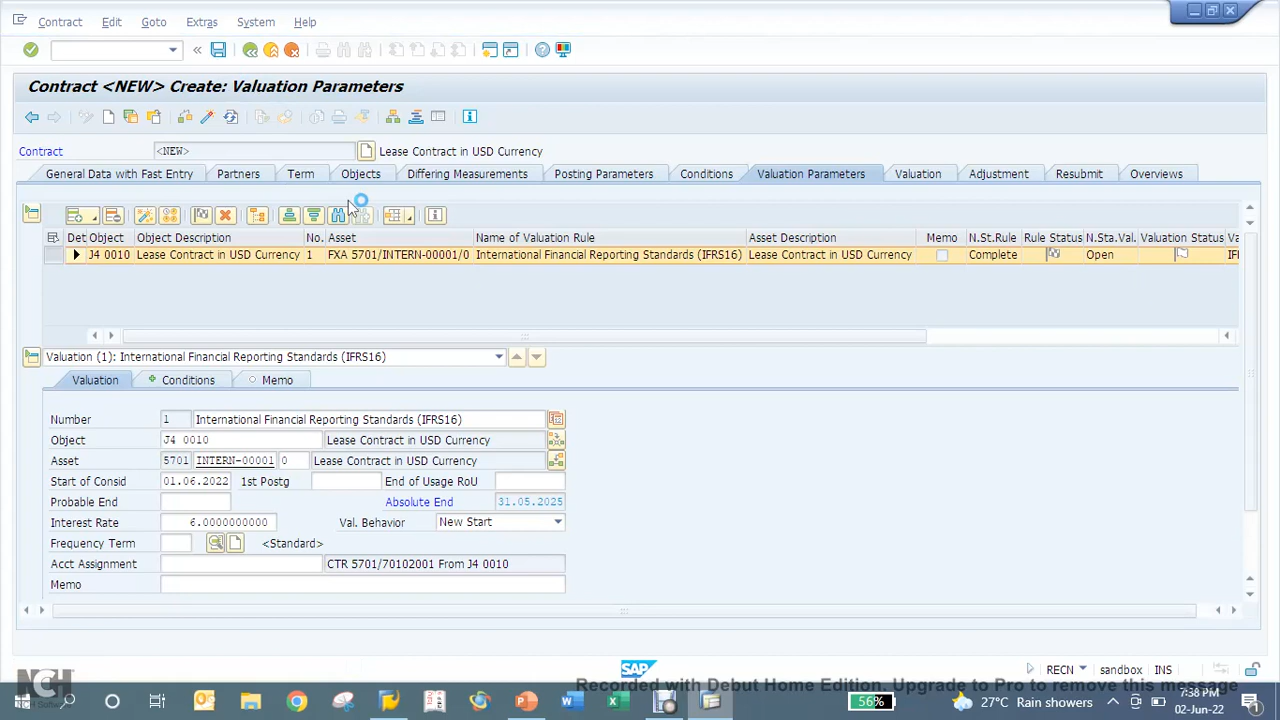 Contract Edit Goto Extras System Help
Contract <NEW> Create: Valuation Parameters
Contract <NEW> Lease Contract in USD Currency
General Data with Fast Entry Partners Term Objects Differing Measurements Posting Parameters Conditions Valuation Parameters Valuation Adjustment Resubmit Overviews
Det Object Object Description No. Asset Name of Valuation Rule Asset Description Memo N.St.Rule Rule Status N.Sta.Val. Valuation Status Va
J4 0010 Lease Contract in USD Currency 1 FXA 5701/INTERN-00001/0 International Financial Reporting Standards (IFRS16) Lease Contract in USD Currency Complete Open IF
Valuation (1): International Financial Reporting Standards (IFRS16)
Valuation Conditions Memo
Number 1 International Financial Reporting Standards (IFRS16)
Object J4 0010 Lease Contract in USD Currency
Asset 5701 INTERN-00001 0 Lease Contract in USD Currency
Start of Consid 01.06.2022 1st Postg End of Usage RoU
Probable End Absolute End 31.05.2025
Interest Rate 6.0000000000 Val. Behavior New Start
Frequency Term <Standard>
Acct Assignment CTR 5701/70102001 From J4 0010
Memo
SAP RECN sandbox INS
NCH Software
Recorded with Debut Home Edition. Upgrade to Pro to remove this message
56% 27°C Rain showers 7:38 PM
02-Jun-22 1